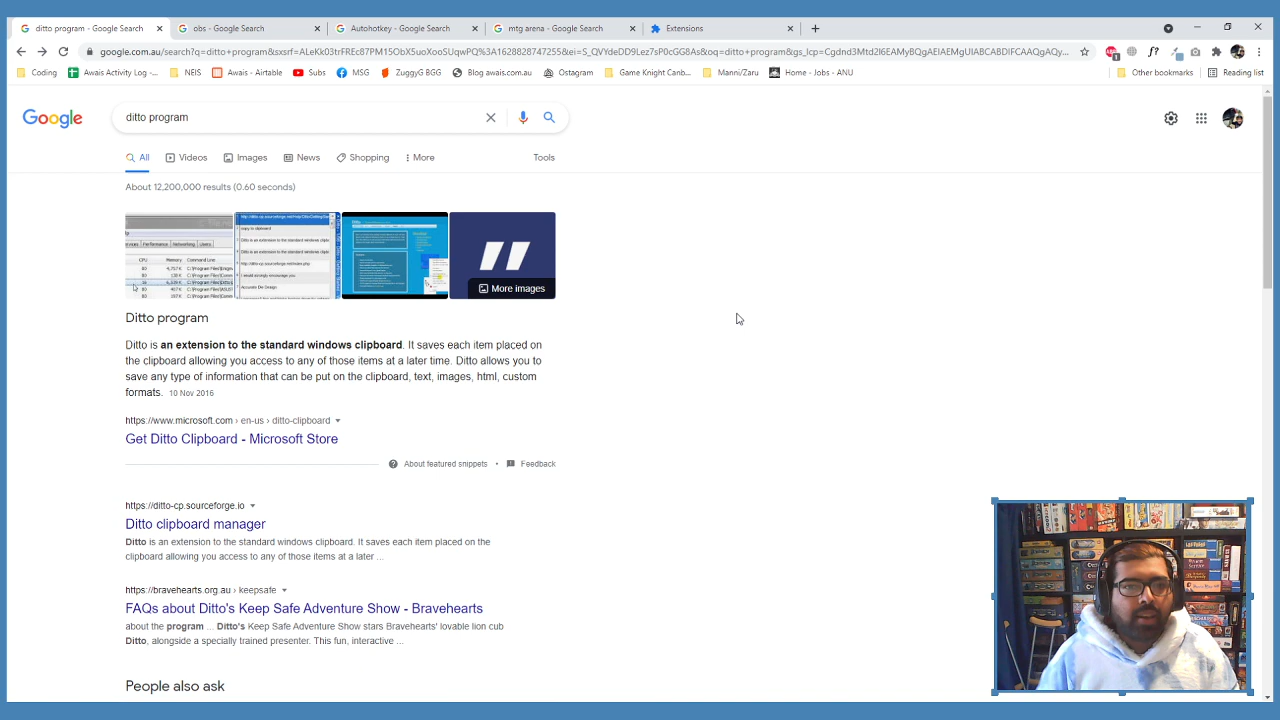 ditto program - Google Search
obs - Google Search
Autohotkey - Google Search
mtg arena - Google Search
Extensions
google.com.au/search?q=ditto+program&sxsrf=ALeKk03trFREc87PM15ObX5uoXooSUqwPQ%3A1628828747255&ei=S_QVYdeDD9Lez7sP0cGG8As&oq=ditto+program&gs_lcp=Cgdnd3Mtd2l6EAMyBQgAEIAEMgUIABCABDIFCAAQgAQy...
Coding
Awais Activity Log -...
NEIS
Awais - Airtable
Subs
MSG
ZuggyG BGG
Blog awais.com.au
Ostagram
Game Knight Canb...
Manni/Zaru
Home - Jobs - ANU
Other bookmarks
Reading list
Google
ditto program
All
Videos
Images
News
Shopping
More
Tools
About 12,200,000 results (0.60 seconds)
More images
Ditto program
Ditto is an extension to the standard windows clipboard. It saves each item placed on
the clipboard allowing you access to any of those items at a later time. Ditto allows you to
save any type of information that can be put on the clipboard, text, images, html, custom
formats. 10 Nov 2016
https://www.microsoft.com › en-us › ditto-clipboard
Get Ditto Clipboard - Microsoft Store
About featured snippets • Feedback
https://ditto-cp.sourceforge.io
Ditto clipboard manager
Ditto is an extension to the standard windows clipboard. It saves each item placed on the
clipboard allowing you access to any of those items at a later ...
https://bravehearts.org.au › keepsafe
FAQs about Ditto's Keep Safe Adventure Show - Bravehearts
about the program ... Ditto's Keep Safe Adventure Show stars Bravehearts' lovable lion cub
Ditto, alongside a specially trained presenter. This fun, interactive ...
People also ask